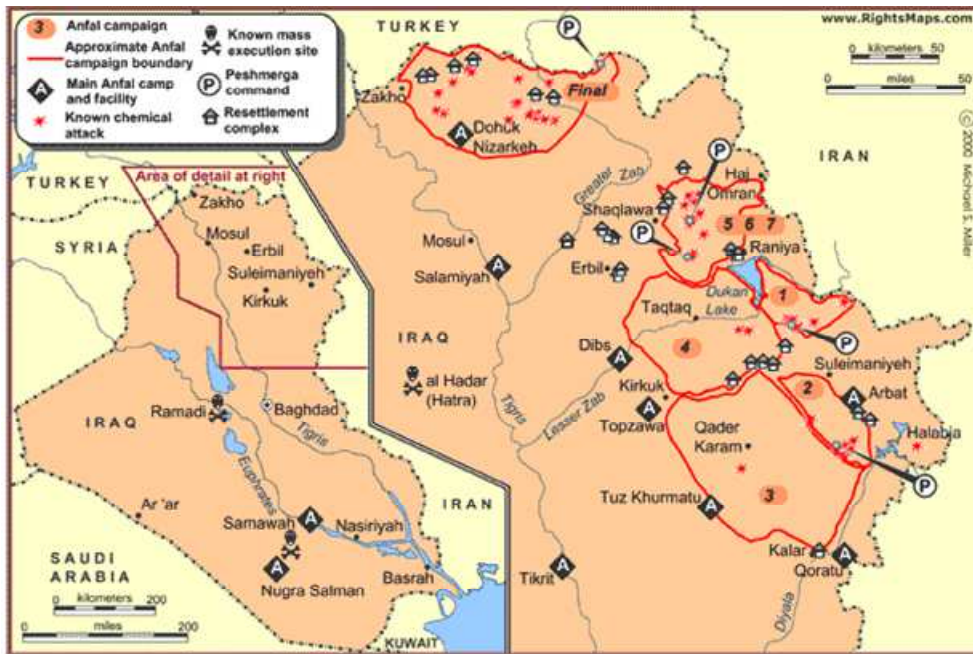 3 Anfal campaign
Approximate Anfal
campaign boundary
A Main Anfal camp
and facility
Known chemical
attack
Known mass
execution site
P Peshmerga
command
Resettlement
complex
TURKEY
www.RightsMaps.com
0 kilometers 50
0 miles 50
© 2000 Michael S. Miller
P
Zakho
Final
A Dohuk
Nizarkeh
IRAN
P
Haj
Omran
Greater Zab
Shaqlawa
5 6 7
P
Raniya
Mosul
A
Salamiyah
Erbil
Taqtaq
Dukan
Lake
1
IRAQ
Dibs
A
4
P
Suleimaniyeh
al Hadar
(Hatra)
Kirkuk
A
Topzawa
2
A
Arbat
Tigris
Lesser Zab
Qader
Karam
Halabja
P
3
Tuz Khurmatu
A
Kalar
A
Qoratu
Tikrit
A
Diyala
TURKEY
Area of detail at right
Zakho
SYRIA
Mosul
Erbil
Suleimaniyeh
Kirkuk
IRAQ
Ramadi
Baghdad
Tigris
Euphrates
IRAN
Ar 'ar
Samawah
A
Nasiriyah
A
Nugra Salman
Basrah
SAUDI
ARABIA
0 kilometers 200
0 miles 200
KUWAIT